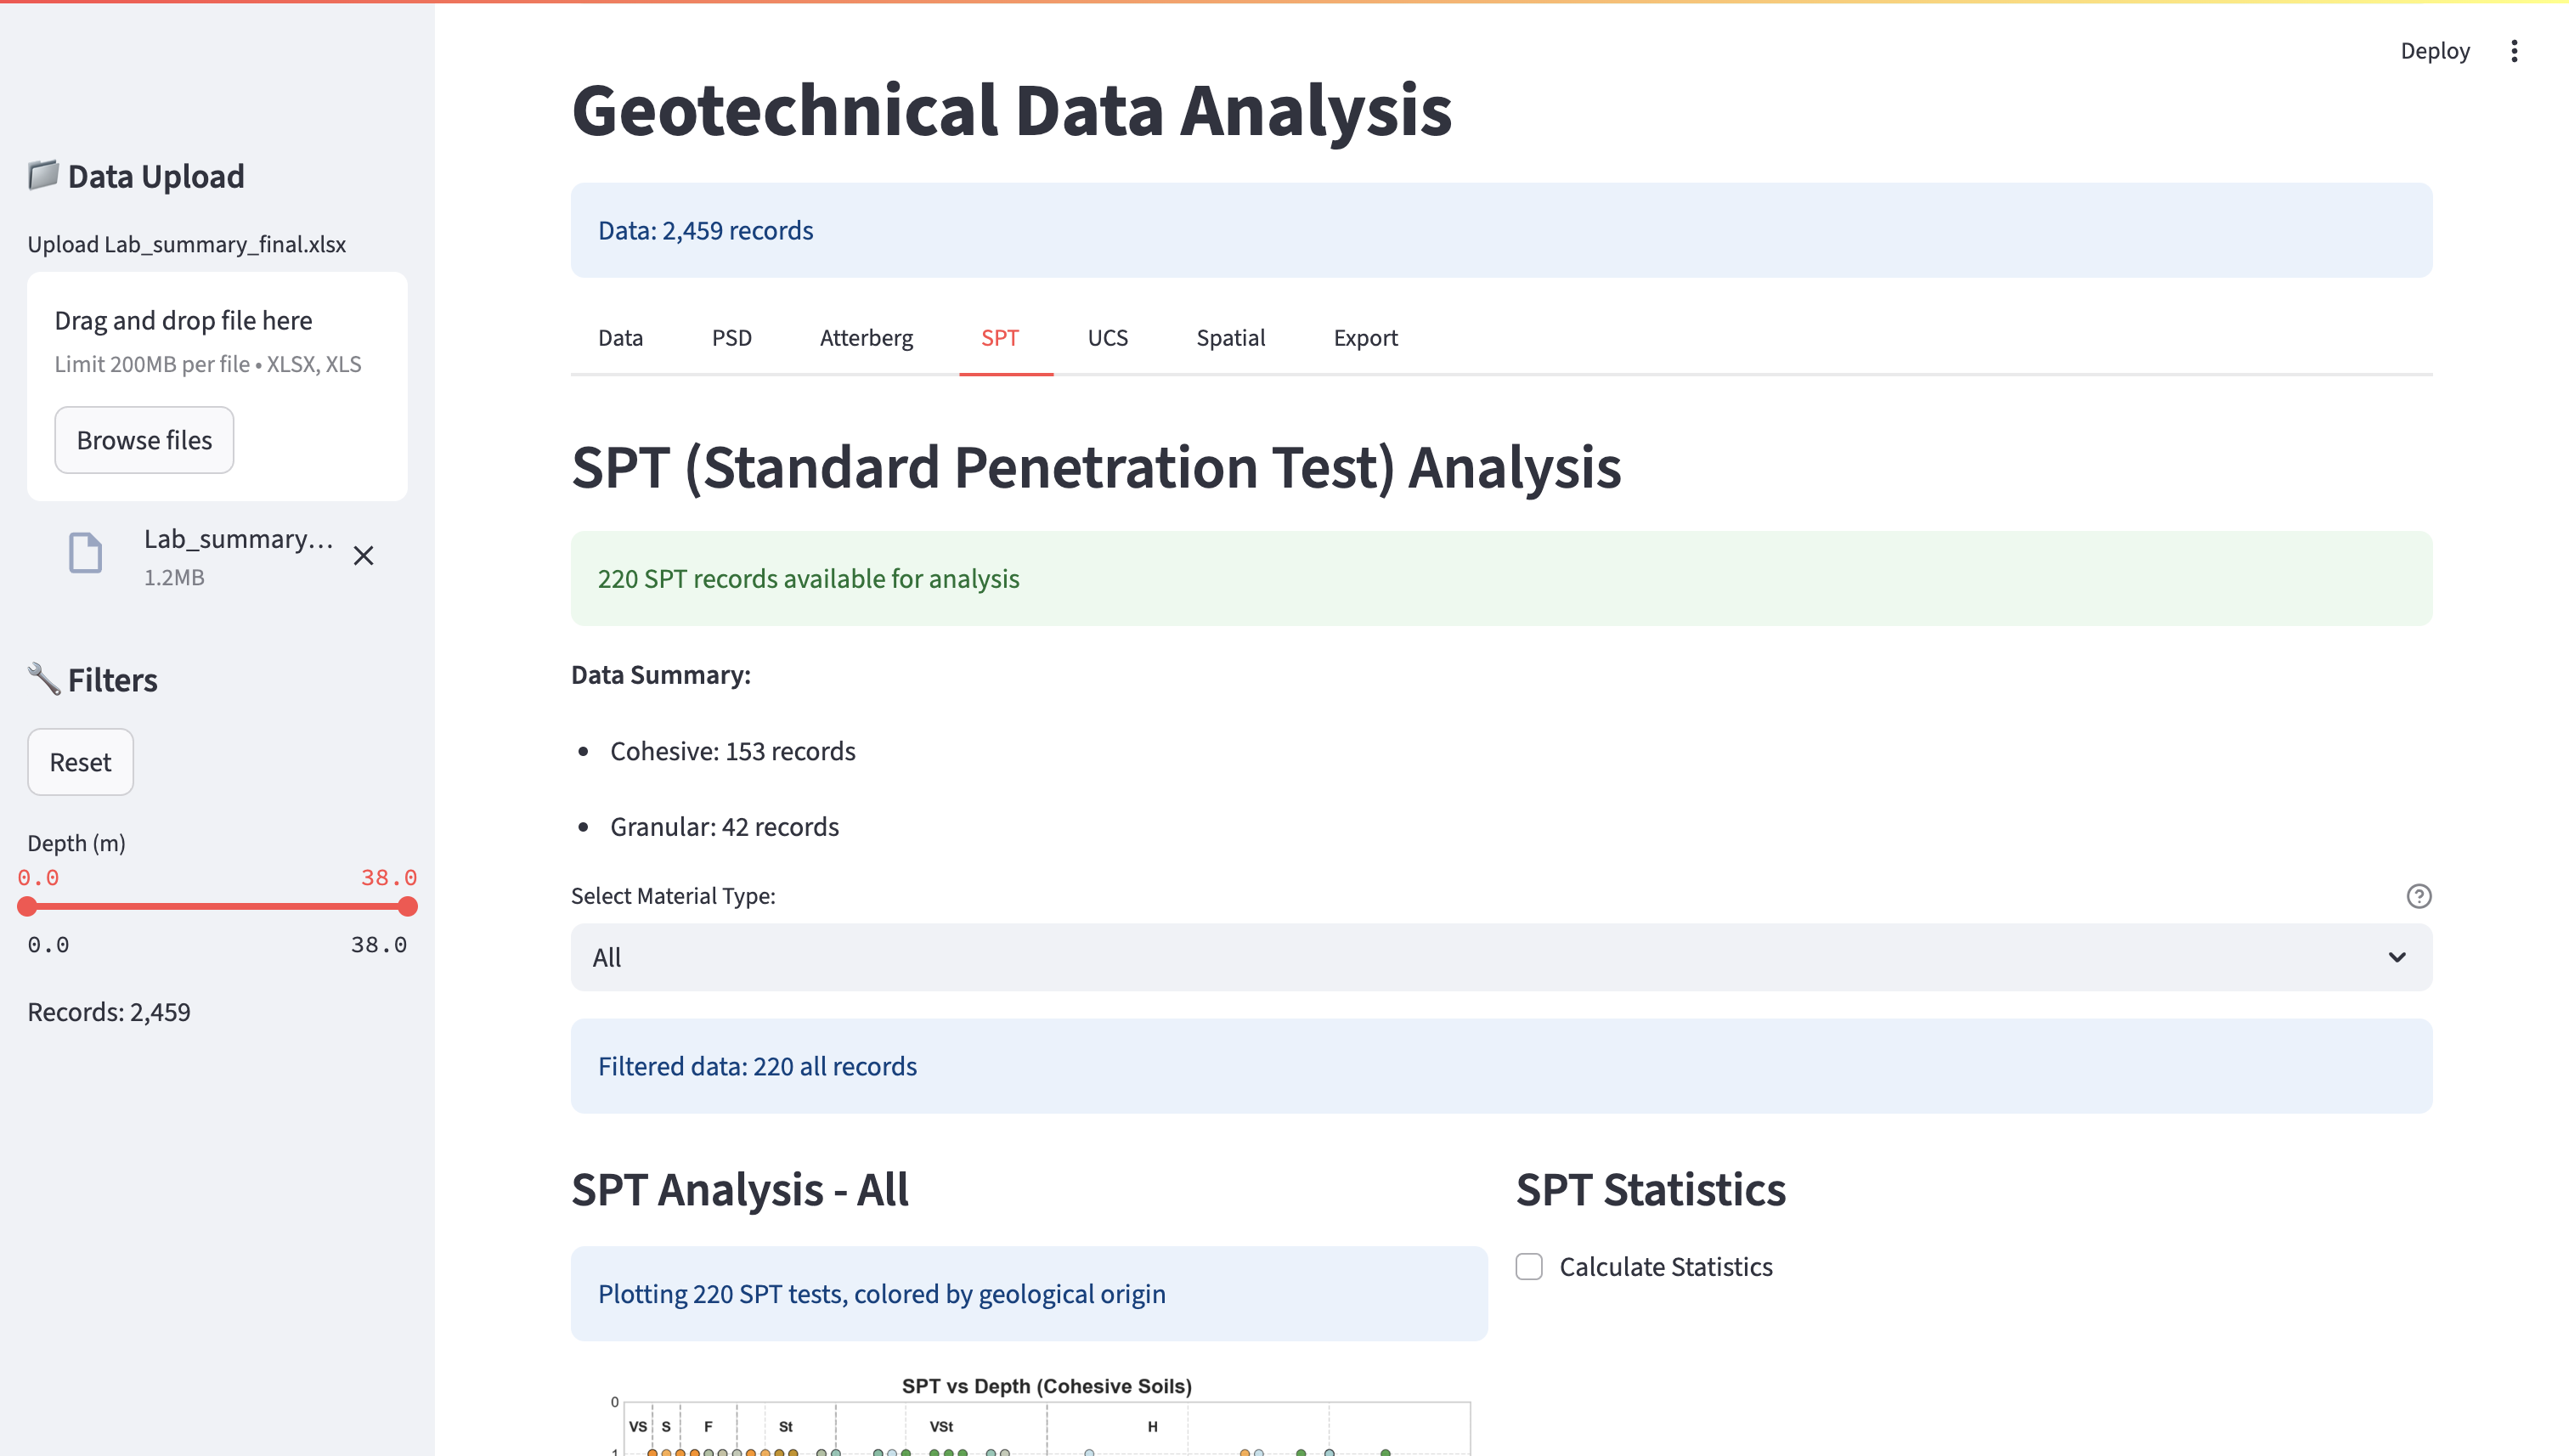 Deploy
Geotechnical Data Analysis
Data Upload
Upload Lab_summary_final.xlsx
Drag and drop file here
Limit 200MB per file • XLSX, XLS
Browse files
Lab_summary...
1.2MB
Filters
Reset
Depth (m)
0.0 38.0
0.0 38.0
Records: 2,459
Data: 2,459 records
Data PSD Atterberg SPT UCS Spatial Export
SPT (Standard Penetration Test) Analysis
220 SPT records available for analysis
Data Summary:
• Cohesive: 153 records
• Granular: 42 records
Select Material Type:
All
Filtered data: 220 all records
SPT Analysis - All
Plotting 220 SPT tests, colored by geological origin
SPT vs Depth (Cohesive Soils)
0
VS S F St VSt H
1
SPT Statistics
Calculate Statistics